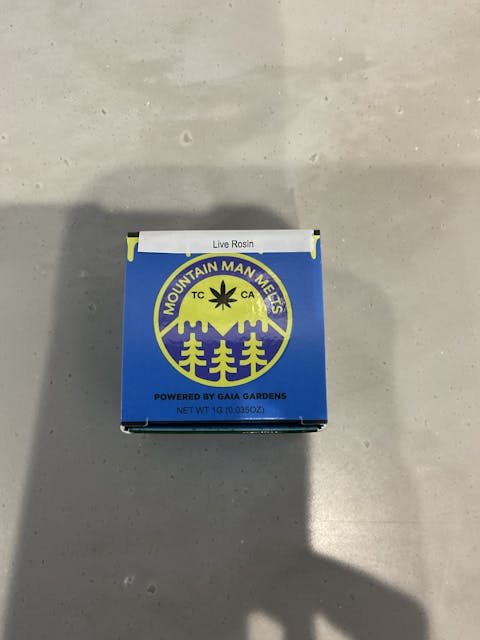 Live Rosin
MOUNTAIN MAN MELTS
TC CA
POWERED BY GAIA GARDENS
NET WT 1G (0.035OZ)